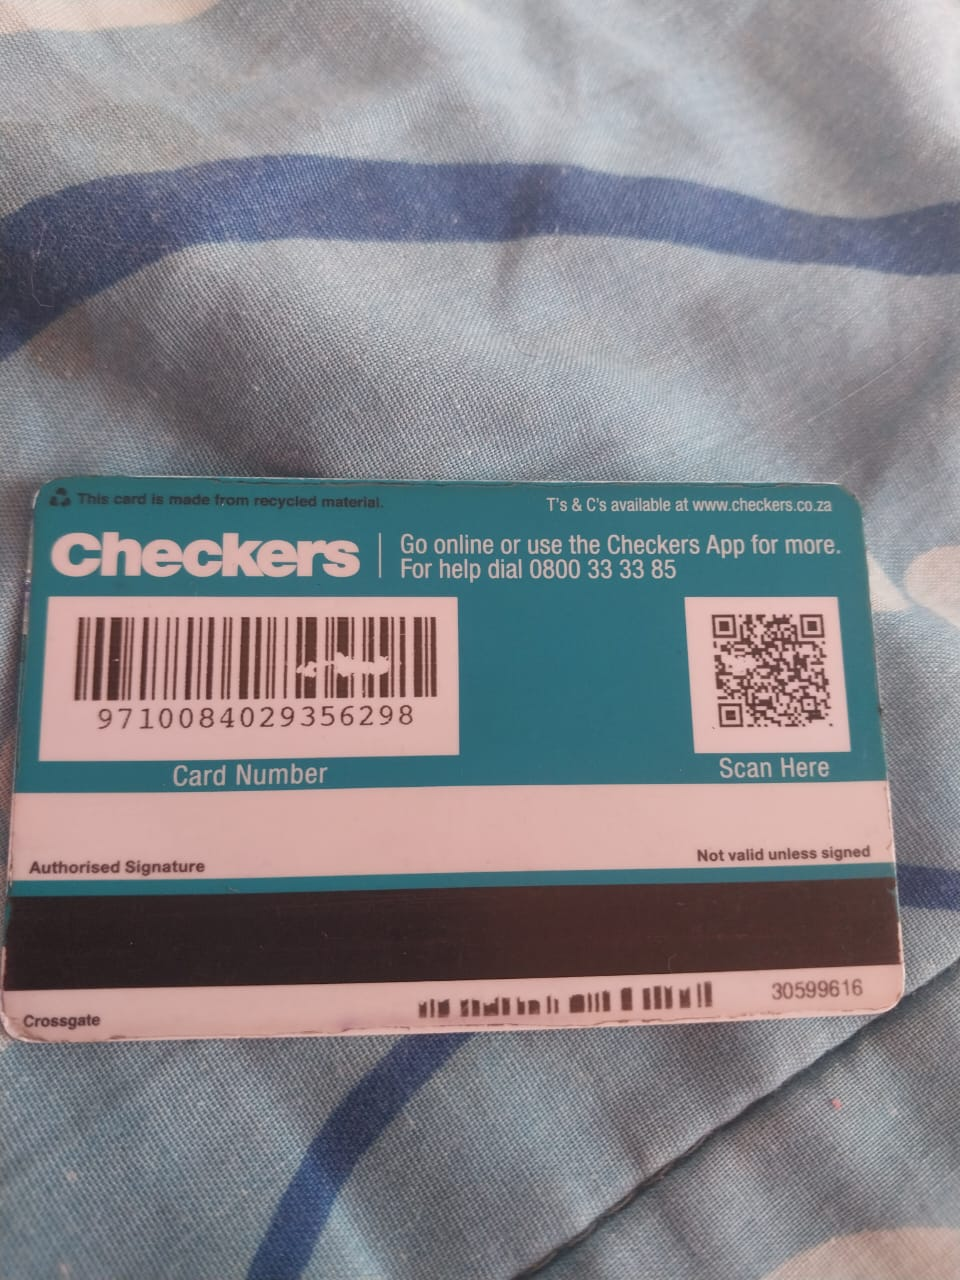 This card is made from recycled material.
T's & C's available at www.checkers.co.za
Checkers
Go online or use the Checkers App for more.
For help dial 0800 33 33 85
9710084029356298
Card Number
Scan Here
Authorised Signature
Not valid unless signed
Crossgate
30599616